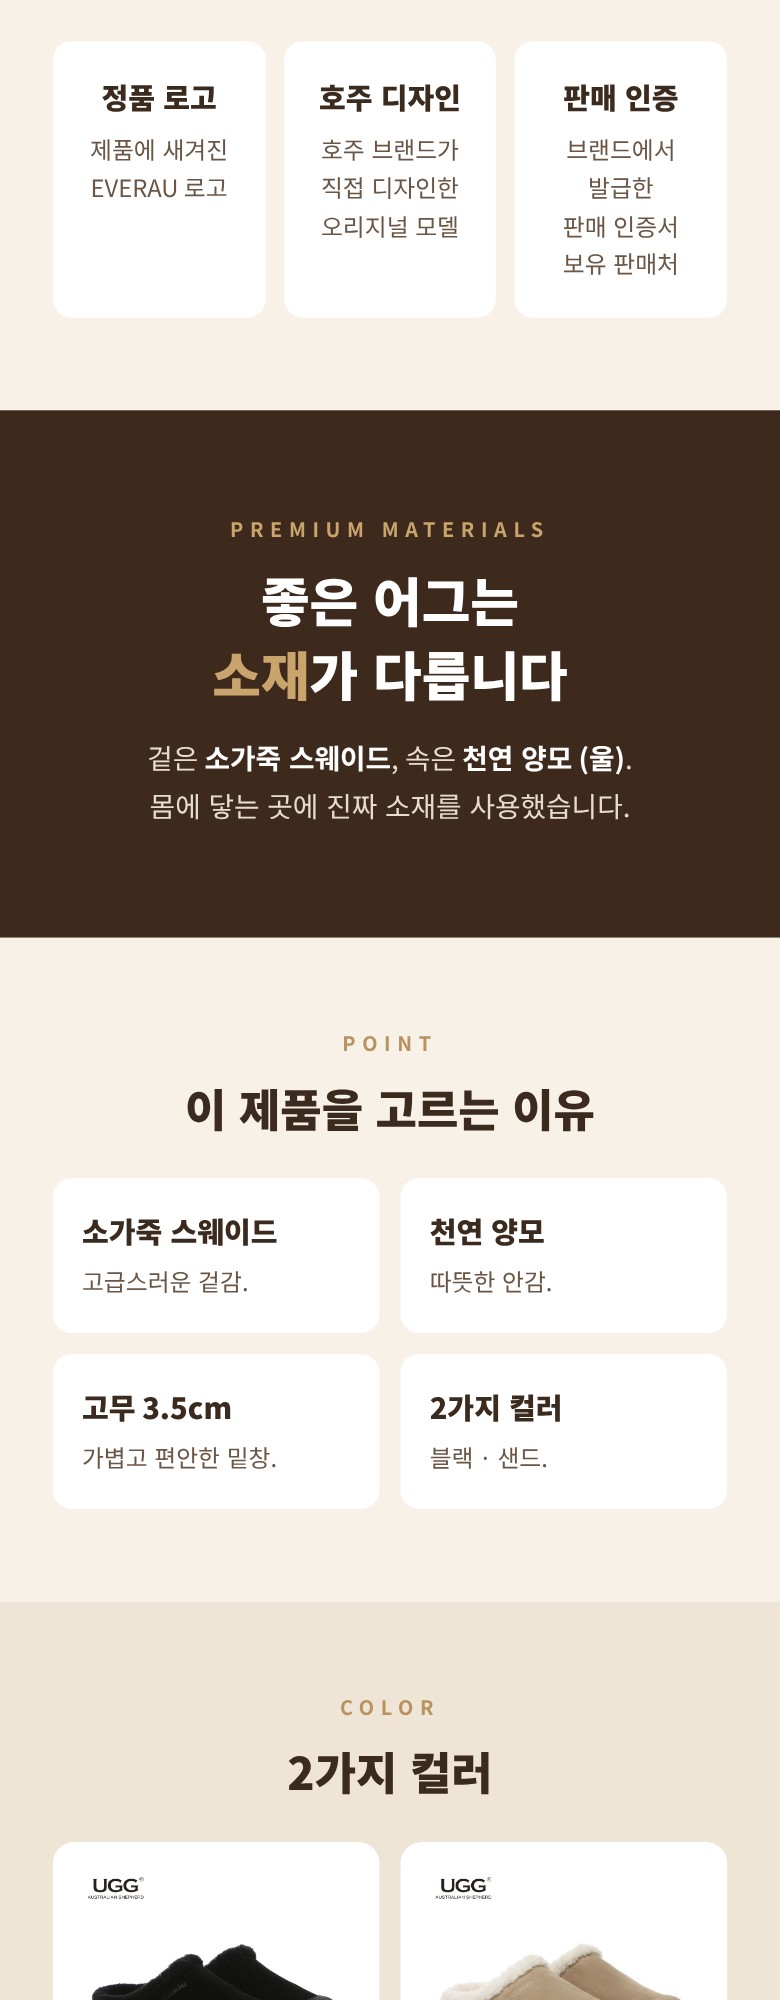 정품 로고
제품에 새겨진
EVERAU 로고
호주 디자인
호주 브랜드가
직접 디자인한
오리지널 모델
판매 인증
브랜드에서
발급한
판매 인증서
보유 판매처
PREMIUM MATERIALS
좋은 어그는
소재가 다릅니다
겉은 소가죽 스웨이드, 속은 천연 양모 (울).
몸에 닿는 곳에 진짜 소재를 사용했습니다.
POINT
이 제품을 고르는 이유
소가죽 스웨이드
고급스러운 겉감.
천연 양모
따뜻한 안감.
고무 3.5cm
가볍고 편안한 밑창.
2가지 컬러
블랙 · 샌드.
COLOR
2가지 컬러
UGG®
AUSTRALIAN SHEPHERD
UGG®
AUSTRALIAN SHEPHERD